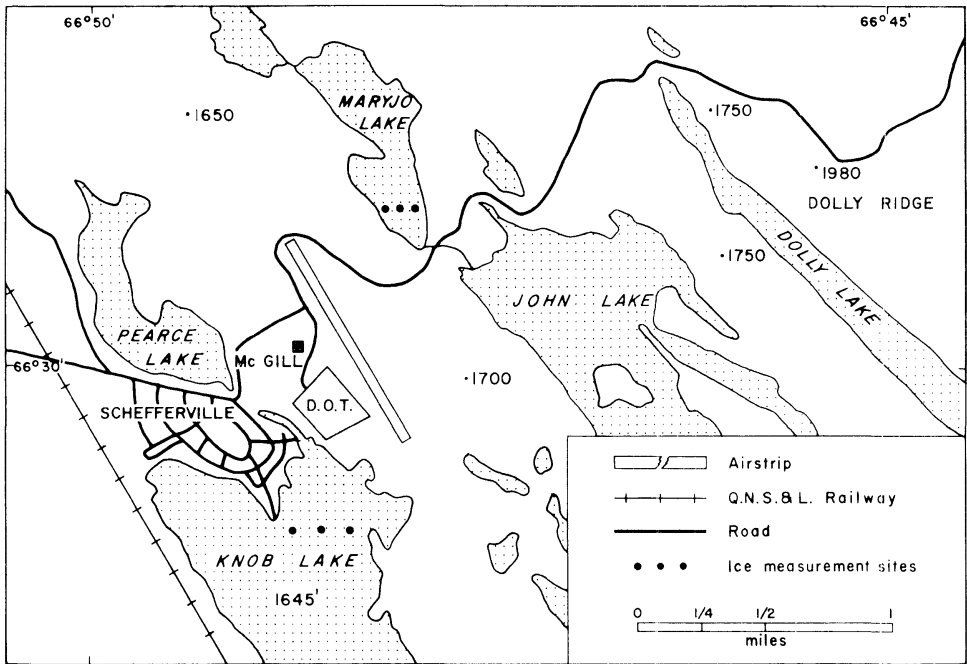 66°50'
66°45'
1650
MARYJO
LAKE
1750
1980
DOLLY RIDGE
DOLLY
LAKE
1750
JOHN LAKE
PEARCE
LAKE
Mc GILL
66°30'
1700
D.O.T.
SCHEFFERVILLE
KNOB LAKE
1645'
Airstrip
Q.N.S.& L. Railway
Road
Ice measurement sites
0 1/4 1/2 1
miles